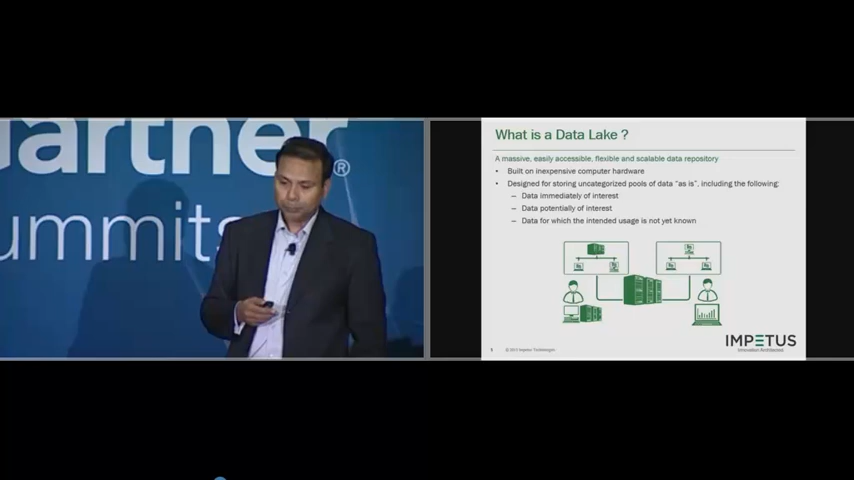 artner®
ummits
What is a Data Lake ?
A massive, easily accessible, flexible and scalable data repository
• Built on inexpensive computer hardware
• Designed for storing uncategorized pools of data “as is”, including the following:
— Data immediately of interest
— Data potentially of interest
— Data for which the intended usage is not yet known
IMPETUS